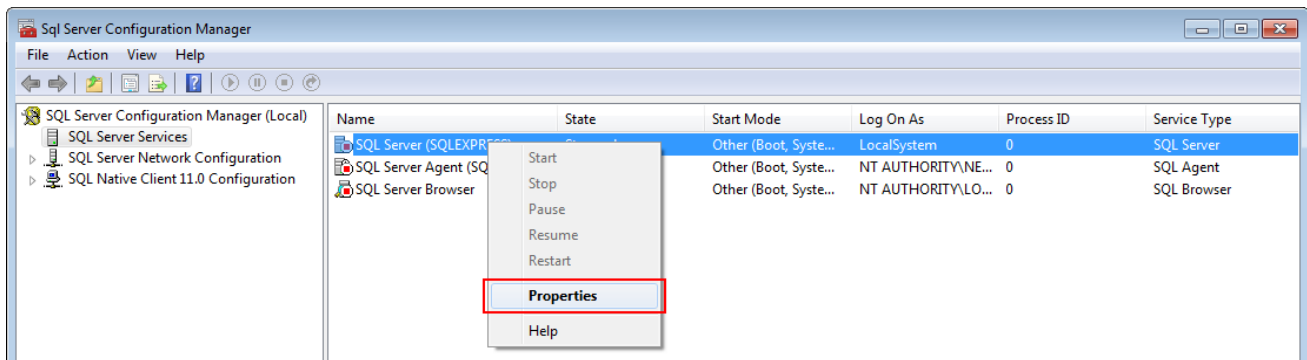 Sql Server Configuration Manager
File Action View Help
SQL Server Configuration Manager (Local)
SQL Server Services
SQL Server Network Configuration
SQL Native Client 11.0 Configuration
Name State Start Mode Log On As Process ID Service Type
SQL Server (SQLEXPRESS) Other (Boot, Syste... LocalSystem 0 SQL Server
SQL Server Agent (SQ Other (Boot, Syste... NT AUTHORITY\NE... 0 SQL Agent
SQL Server Browser Other (Boot, Syste... NT AUTHORITY\LO... 0 SQL Browser
Start
Stop
Pause
Resume
Restart
Properties
Help